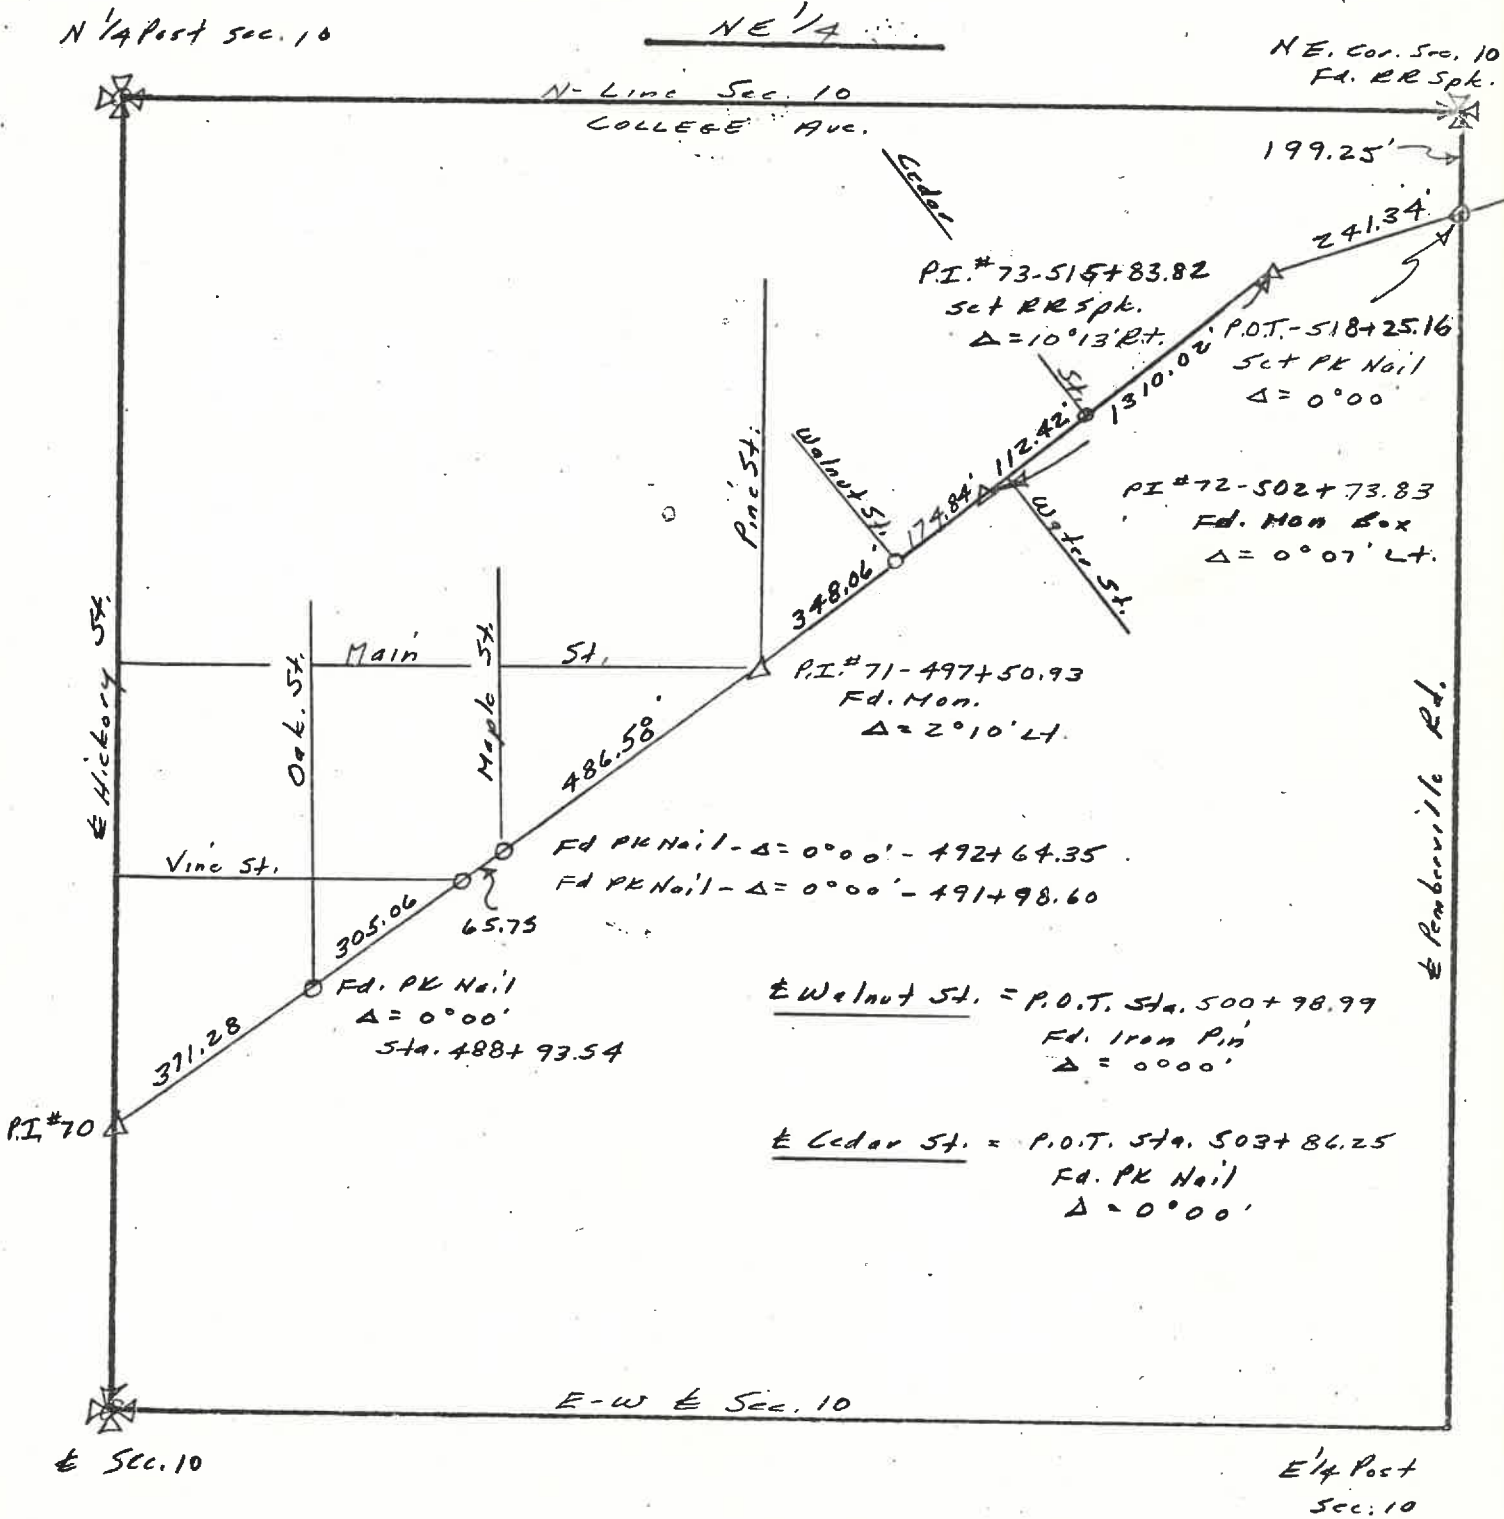 N 1/4 Post Sec. 10
NE 1/4
NE. Cor. Sec. 10
Fd. RR Spk.
N-Line Sec. 10
COLLEGE Ave.
199.25'
Cedar
241.34'
P.I. #73-515+83.82
Set RR Spk.
Δ=10°13' Rt.
P.O.T.-518+25.16
Set PK Nail
Δ= 0°00'
St.
1310.02'
112.42'
Walnut St.
174.84'
Pine St.
PI #72-502+73.83
Fd. Mon Box
Δ= 0°07' Lt.
Water St.
348.06'
℄ Hickory St.
Main St.
Oak. St.
Maple St.
P.I. #71-497+50.93
Fd. Mon.
Δ= 2°10' Lt.
486.58'
℄ Pemberville Rd.
Fd PK Nail-Δ= 0°00'- 492+64.35
Vine St.
Fd PK Nail-Δ= 0°00'- 491+98.60
305.06
65.75
Fd. PK Nail
Δ= 0°00'
Sta. 488+93.54
℄ Walnut St. = P.O.T. Sta. 500+98.99
Fd. Iron Pin
Δ = 0°00'
371.28
P.I. #70
℄ Cedar St. = P.O.T. Sta. 503+86.25
Fd. PK Nail
Δ = 0°00'
E-W ℄ Sec. 10
℄ Sec. 10
E 1/4 Post
Sec. 10